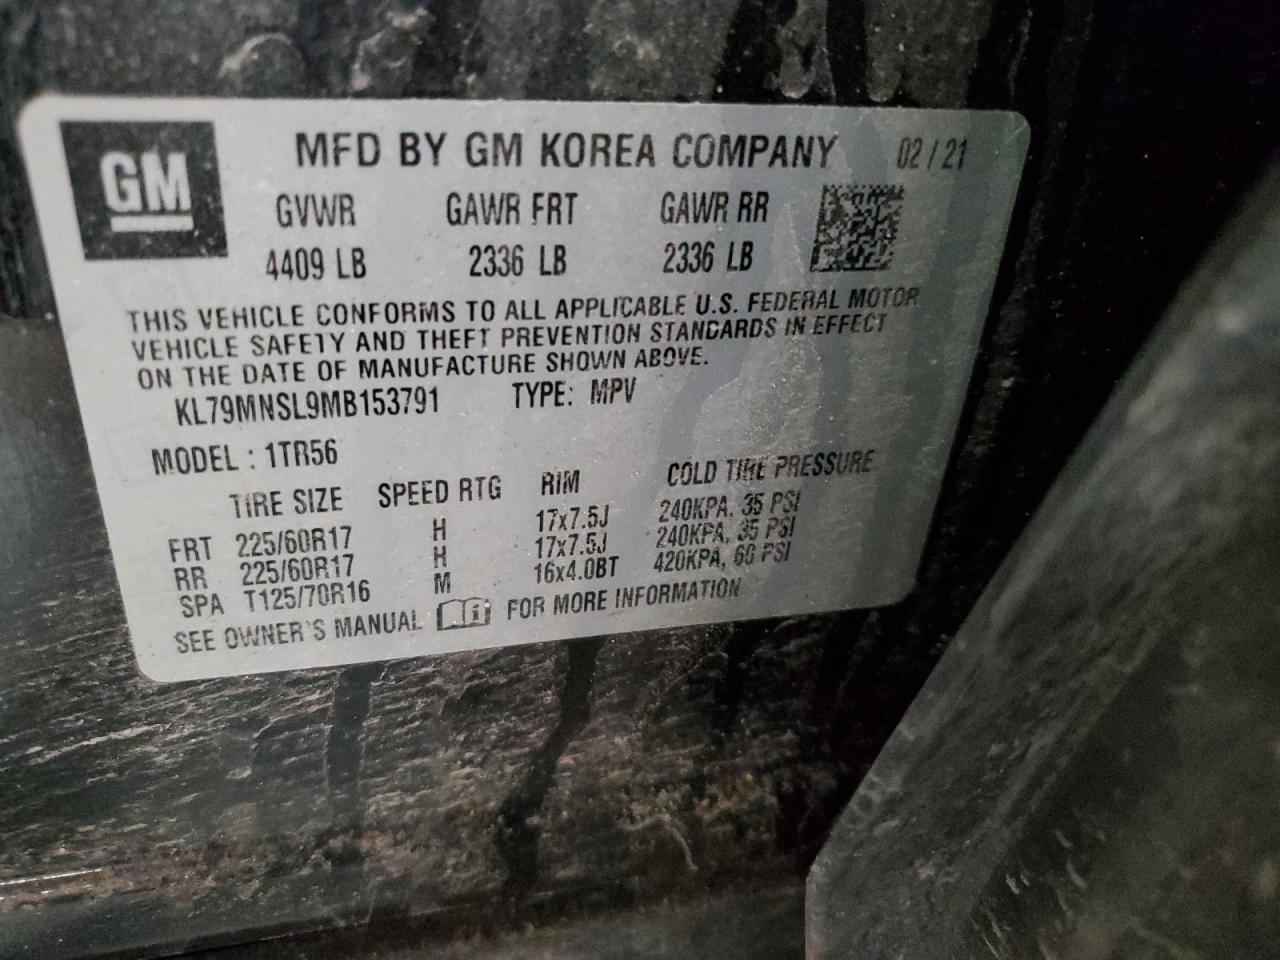 GM
MFD BY GM KOREA COMPANY 02/21
GVWR GAWR FRT GAWR RR
4409 LB 2336 LB 2336 LB
THIS VEHICLE CONFORMS TO ALL APPLICABLE U.S. FEDERAL MOTOR
VEHICLE SAFETY AND THEFT PREVENTION STANDARDS IN EFFECT
ON THE DATE OF MANUFACTURE SHOWN ABOVE.
KL79MNSL9MB153791 TYPE: MPV
MODEL : 1TR56
TIRE SIZE SPEED RTG RIM COLD TIRE PRESSURE
FRT 225/60R17 H 17x7.5J 240KPA, 35 PSI
RR 225/60R17 H 17x7.5J 240KPA, 35 PSI
SPA T125/70R16 M 16x4.0BT 420KPA, 60 PSI
SEE OWNER'S MANUAL i FOR MORE INFORMATION